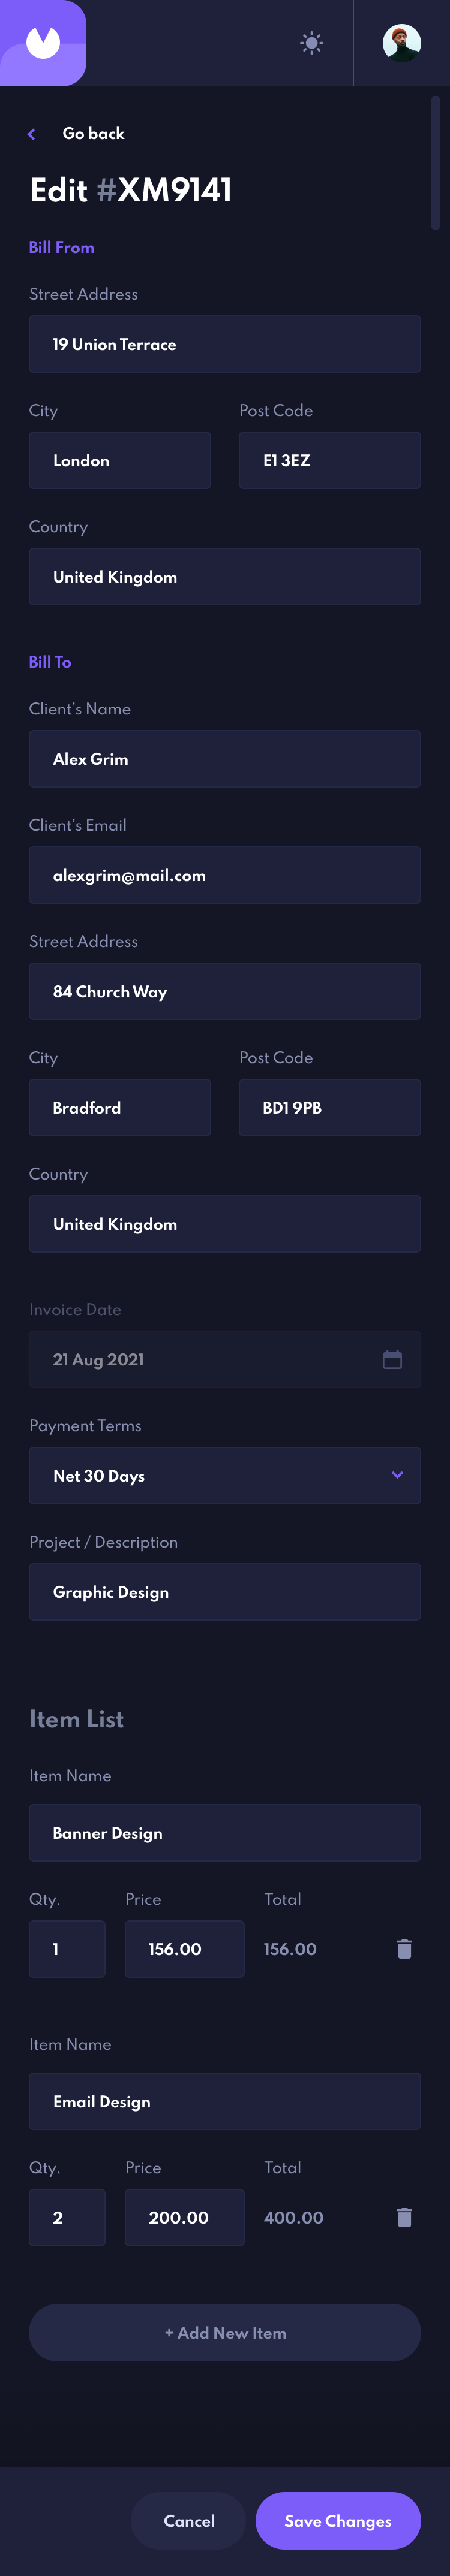 Go back
Edit #XM9141
Bill From
Street Address
19 Union Terrace
City Post Code
London E1 3EZ
Country
United Kingdom
Bill To
Client’s Name
Alex Grim
Client’s Email
alexgrim@mail.com
Street Address
84 Church Way
City Post Code
Bradford BD1 9PB
Country
United Kingdom
Invoice Date
21 Aug 2021
Payment Terms
Net 30 Days
Project / Description
Graphic Design
Item List
Item Name
Banner Design
Qty. Price Total
1 156.00 156.00
Item Name
Email Design
Qty. Price Total
2 200.00 400.00
+ Add New Item
Cancel Save Changes